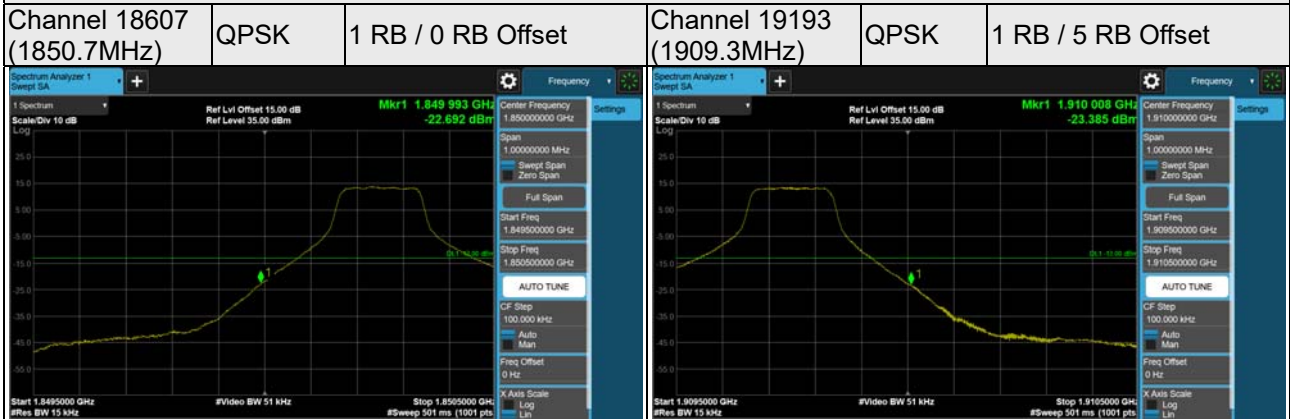 Channel 18607 (1850.7MHz) QPSK 1 RB / 0 RB Offset Channel 19193 (1909.3MHz) QPSK 1 RB / 5 RB Offset
Spectrum Analyzer 1
Swept SA
+
Frequency
1 Spectrum
Scale/Div 10 dB
Log
Ref Lvl Offset 15.00 dB
Ref Level 35.00 dBm
Mkr1 1.849 993 GHz
-22.692 dBm
25.0
15.0
5.00
-5.00
-15.0
-25.0
-35.0
-45.0
-55.0
DL1 -13.00 dBm
1
Start 1.8495000 GHz
#Res BW 15 kHz
#Video BW 51 kHz
Stop 1.8505000 GHz
#Sweep 501 ms (1001 pts
Center Frequency
1.850000000 GHz
Settings
Span
1.00000000 MHz
Swept Span
Zero Span
Full Span
Start Freq
1.849500000 GHz
Stop Freq
1.850500000 GHz
AUTO TUNE
CF Step
100.000 kHz
Auto
Man
Freq Offset
0 Hz
X Axis Scale
Log
Lin
Spectrum Analyzer 1
Swept SA
+
Frequency
1 Spectrum
Scale/Div 10 dB
Log
Ref Lvl Offset 15.00 dB
Ref Level 35.00 dBm
Mkr1 1.910 008 GHz
-23.385 dBm
25.0
15.0
5.00
-5.00
-15.0
-25.0
-35.0
-45.0
-55.0
DL1 -13.00 dBm
1
Start 1.9095000 GHz
#Res BW 15 kHz
#Video BW 51 kHz
Stop 1.9105000 GHz
#Sweep 501 ms (1001 pts
Center Frequency
1.910000000 GHz
Settings
Span
1.00000000 MHz
Swept Span
Zero Span
Full Span
Start Freq
1.909500000 GHz
Stop Freq
1.910500000 GHz
AUTO TUNE
CF Step
100.000 kHz
Auto
Man
Freq Offset
0 Hz
X Axis Scale
Log
Lin